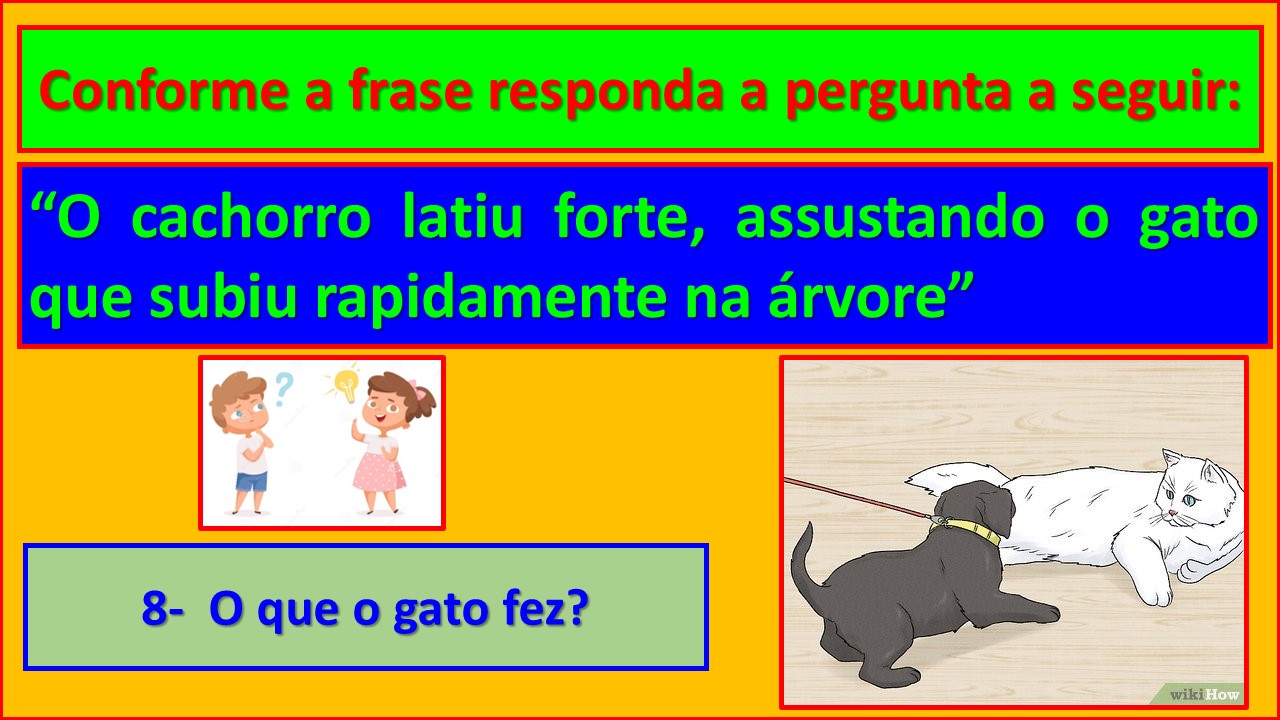 Conforme a frase responda a pergunta a seguir:
“O cachorro latiu forte, assustando o gato
que subiu rapidamente na árvore”
?
8- O que o gato fez?
wikiHow